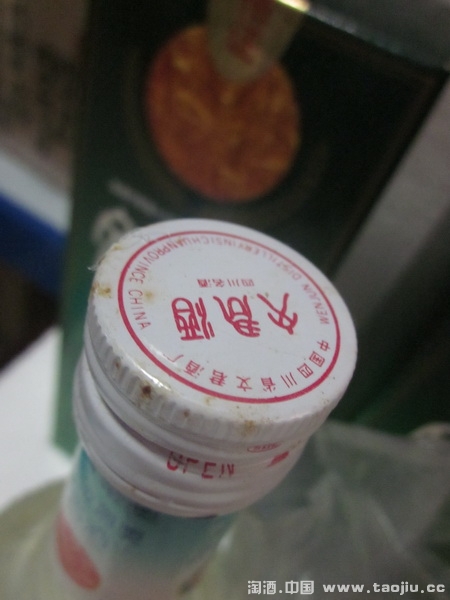 WENJUN DISTILLERY IN SICHUAN PROVINCE CHINA
四川名酒
文君酒
中国四川省文君酒厂
淘酒.中国 www.taojiu.cc